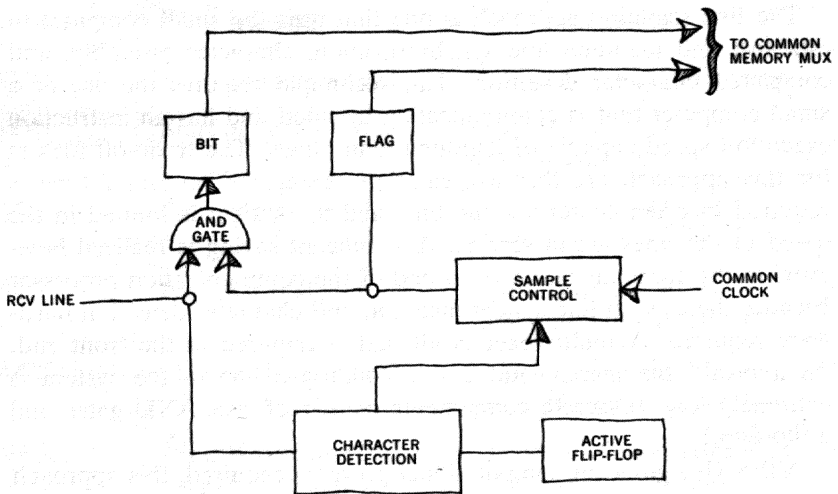 TO COMMON
MEMORY MUX
BIT
FLAG
AND
GATE
RCV LINE
SAMPLE
CONTROL
COMMON
CLOCK
CHARACTER
DETECTION
ACTIVE
FLIP-FLOP